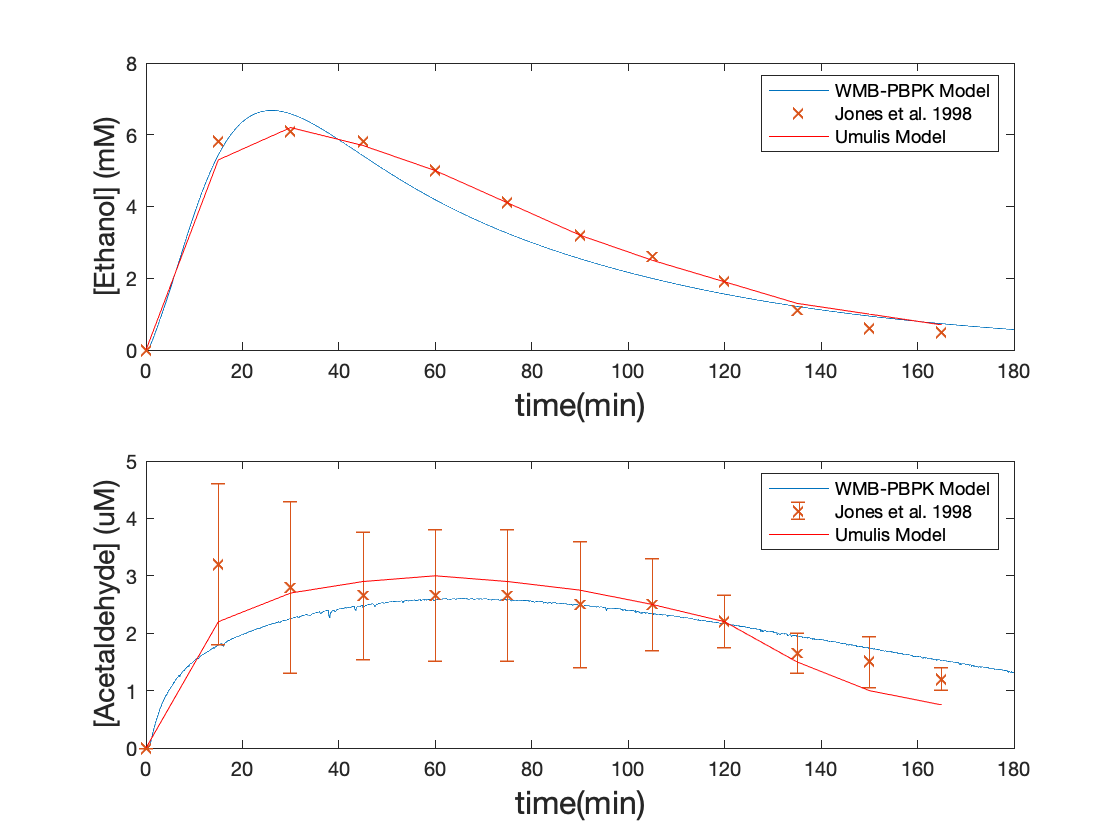 8
6
4
2
0
[Ethanol] (mM)
WMB-PBPK Model
Jones et al. 1998
Umulis Model
0 20 40 60 80 100 120 140 160 180
time(min)
5
4
3
2
1
0
[Acetaldehyde] (uM)
WMB-PBPK Model
Jones et al. 1998
Umulis Model
0 20 40 60 80 100 120 140 160 180
time(min)